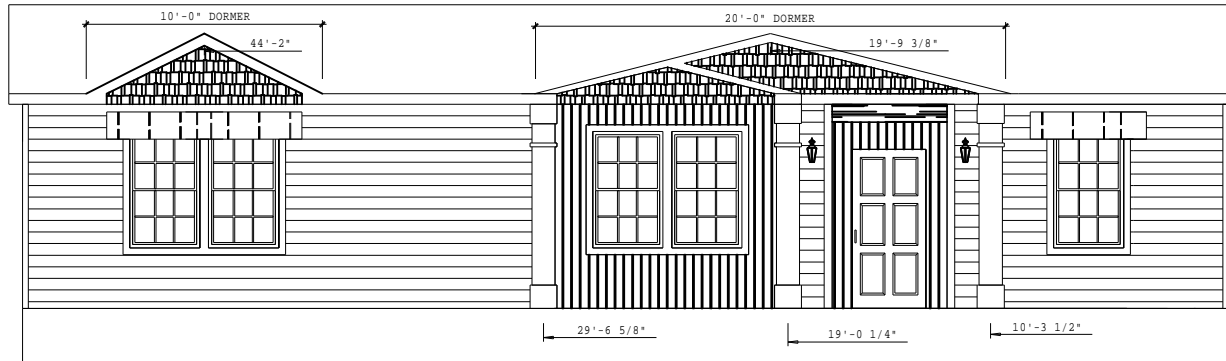 10'-0" DORMER
20'-0" DORMER
44'-2"
19'-9 3/8"
29'-6 5/8"
19'-0 1/4"
10'-3 1/2"